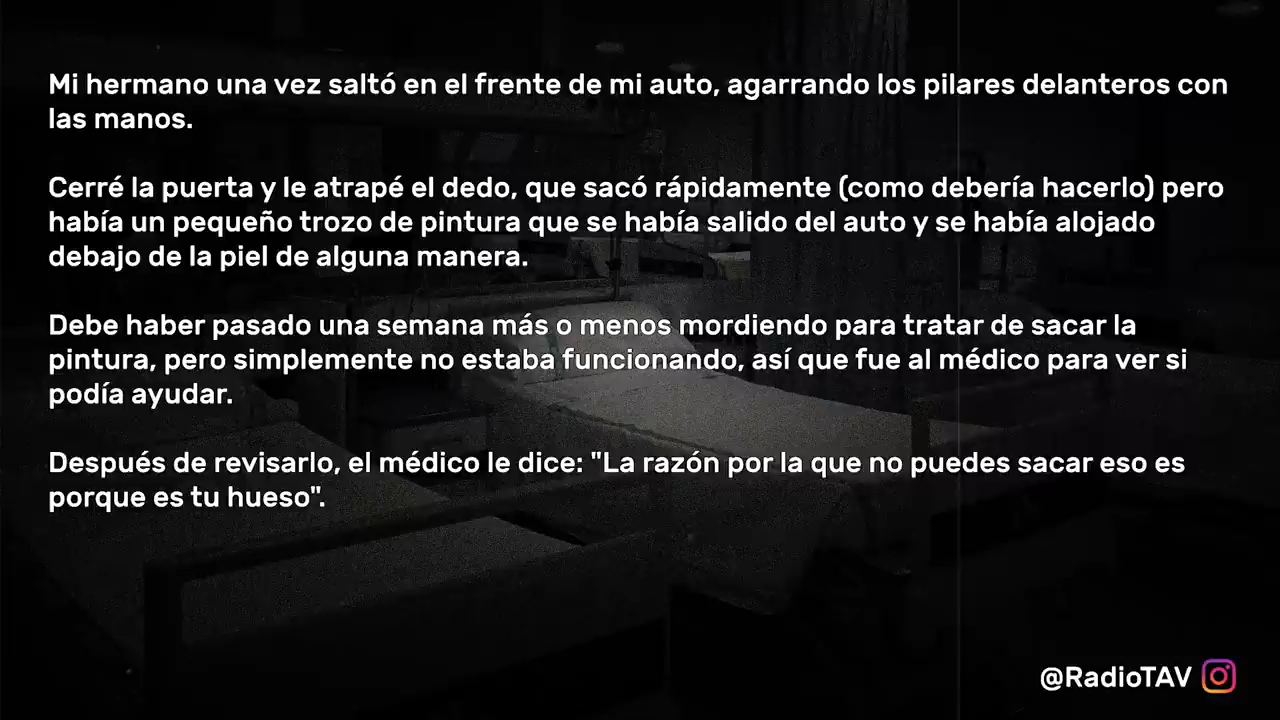 Mi hermano una vez saltó en el frente de mi auto, agarrando los pilares delanteros con
las manos.
Cerré la puerta y le atrapé el dedo, que sacó rápidamente (como debería hacerlo) pero
había un pequeño trozo de pintura que se había salido del auto y se había alojado
debajo de la piel de alguna manera.
Debe haber pasado una semana más o menos mordiendo para tratar de sacar la
pintura, pero simplemente no estaba funcionando, así que fue al médico para ver si
podía ayudar.
Después de revisarlo, el médico le dice: "La razón por la que no puedes sacar eso es
porque es tu hueso".
@RadioTAV